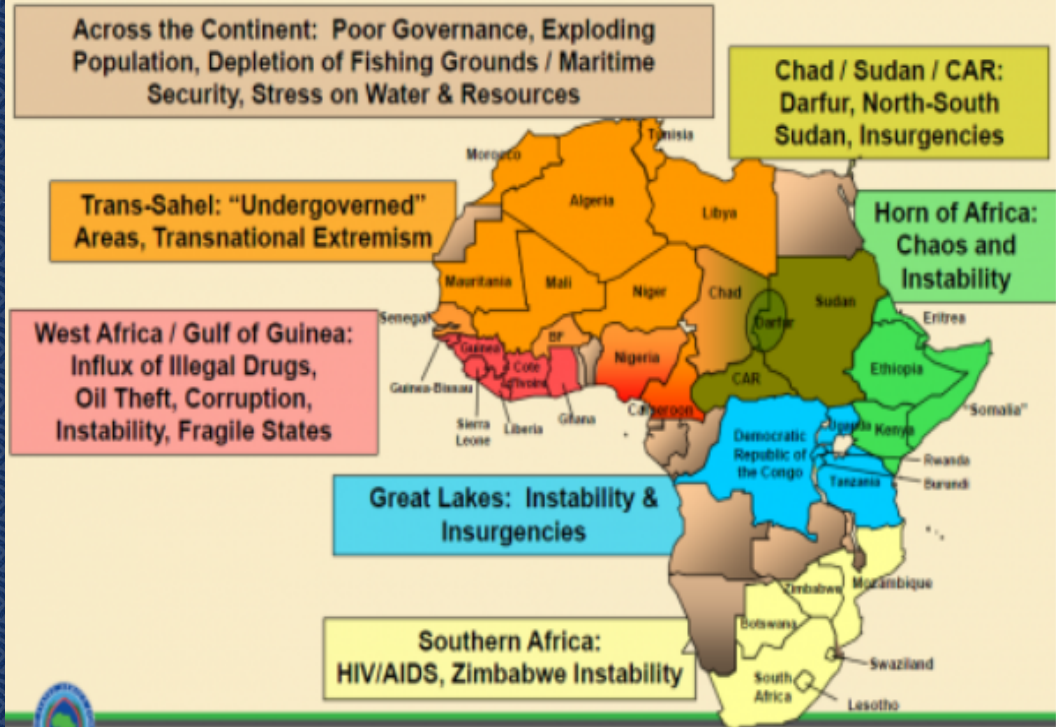 Across the Continent: Poor Governance, Exploding
Population, Depletion of Fishing Grounds / Maritime
Security, Stress on Water & Resources
Chad / Sudan / CAR:
Darfur, North-South
Sudan, Insurgencies
Trans-Sahel: “Undergoverned”
Areas, Transnational Extremism
Horn of Africa:
Chaos and
Instability
West Africa / Gulf of Guinea:
Influx of Illegal Drugs,
Oil Theft, Corruption,
Instability, Fragile States
Great Lakes: Instability &
Insurgencies
Southern Africa:
HIV/AIDS, Zimbabwe Instability
Tunisia
Morocco
Algeria
Libya
Mauritania
Mali
Niger
Chad
Sudan
Darfur
Senegal
BF
Nigeria
Eritrea
Guinea
Cote
d'Ivoire
CAR
Ethiopia
Guinea-Bissau
Sierra
Leone
Liberia
Ghana
Cameroon
"Somalia"
Democratic
Republic of
the Congo
Uganda
Kenya
Rwanda
Burundi
Tanzania
Zimbabwe
Mozambique
Botswana
Swaziland
South
Africa
Lesotho